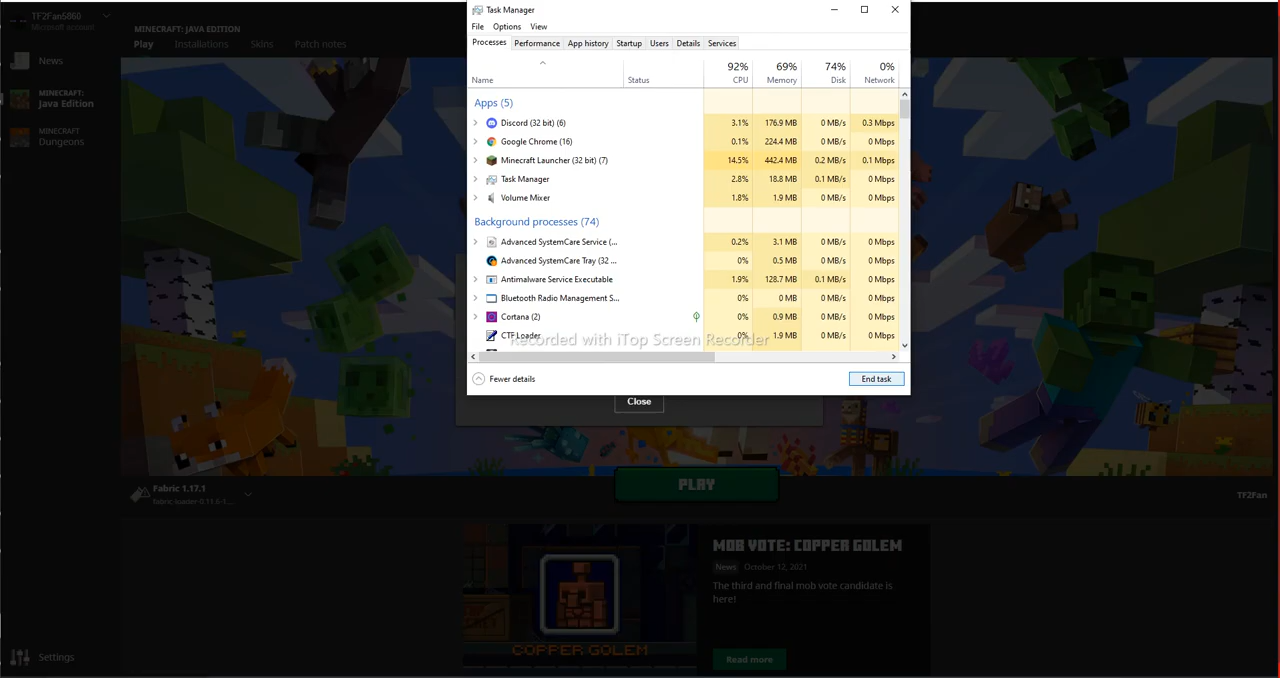 TF2Fan5860
Microsoft account
News
MINECRAFT:
Java Edition
MINECRAFT
Dungeons
Settings
MINECRAFT: JAVA EDITION
Play Installations Skins Patch notes
Task Manager
File Options View
Processes Performance App history Startup Users Details Services
92% 69% 74% 0%
Name Status CPU Memory Disk Network
Apps (5)
Discord (32 bit) (6) 3.1% 176.9 MB 0 MB/s 0.3 Mbps
Google Chrome (16) 0.1% 224.4 MB 0 MB/s 0 Mbps
Minecraft Launcher (32 bit) (7) 14.5% 442.4 MB 0.2 MB/s 0.1 Mbps
Task Manager 2.8% 18.8 MB 0.1 MB/s 0 Mbps
Volume Mixer 1.8% 1.9 MB 0 MB/s 0 Mbps
Background processes (74)
Advanced SystemCare Service (... 0.2% 3.1 MB 0 MB/s 0 Mbps
Advanced SystemCare Tray (32 ... 0% 0.5 MB 0 MB/s 0 Mbps
Antimalware Service Executable 1.9% 128.7 MB 0.1 MB/s 0 Mbps
Bluetooth Radio Management S... 0% 0 MB 0 MB/s 0 Mbps
Cortana (2) 0% 0.9 MB 0 MB/s 0 Mbps
CTF Loader 0% 1.9 MB 0 MB/s 0 Mbps
Recorded with iTop Screen Recorder
Fewer details End task
Close
Fabric 1.17.1
PLAY
TF2Fan
MOB VOTE: COPPER GOLEM
News October 12, 2021
The third and final mob vote candidate is
here!
COPPER GOLEM
Read more